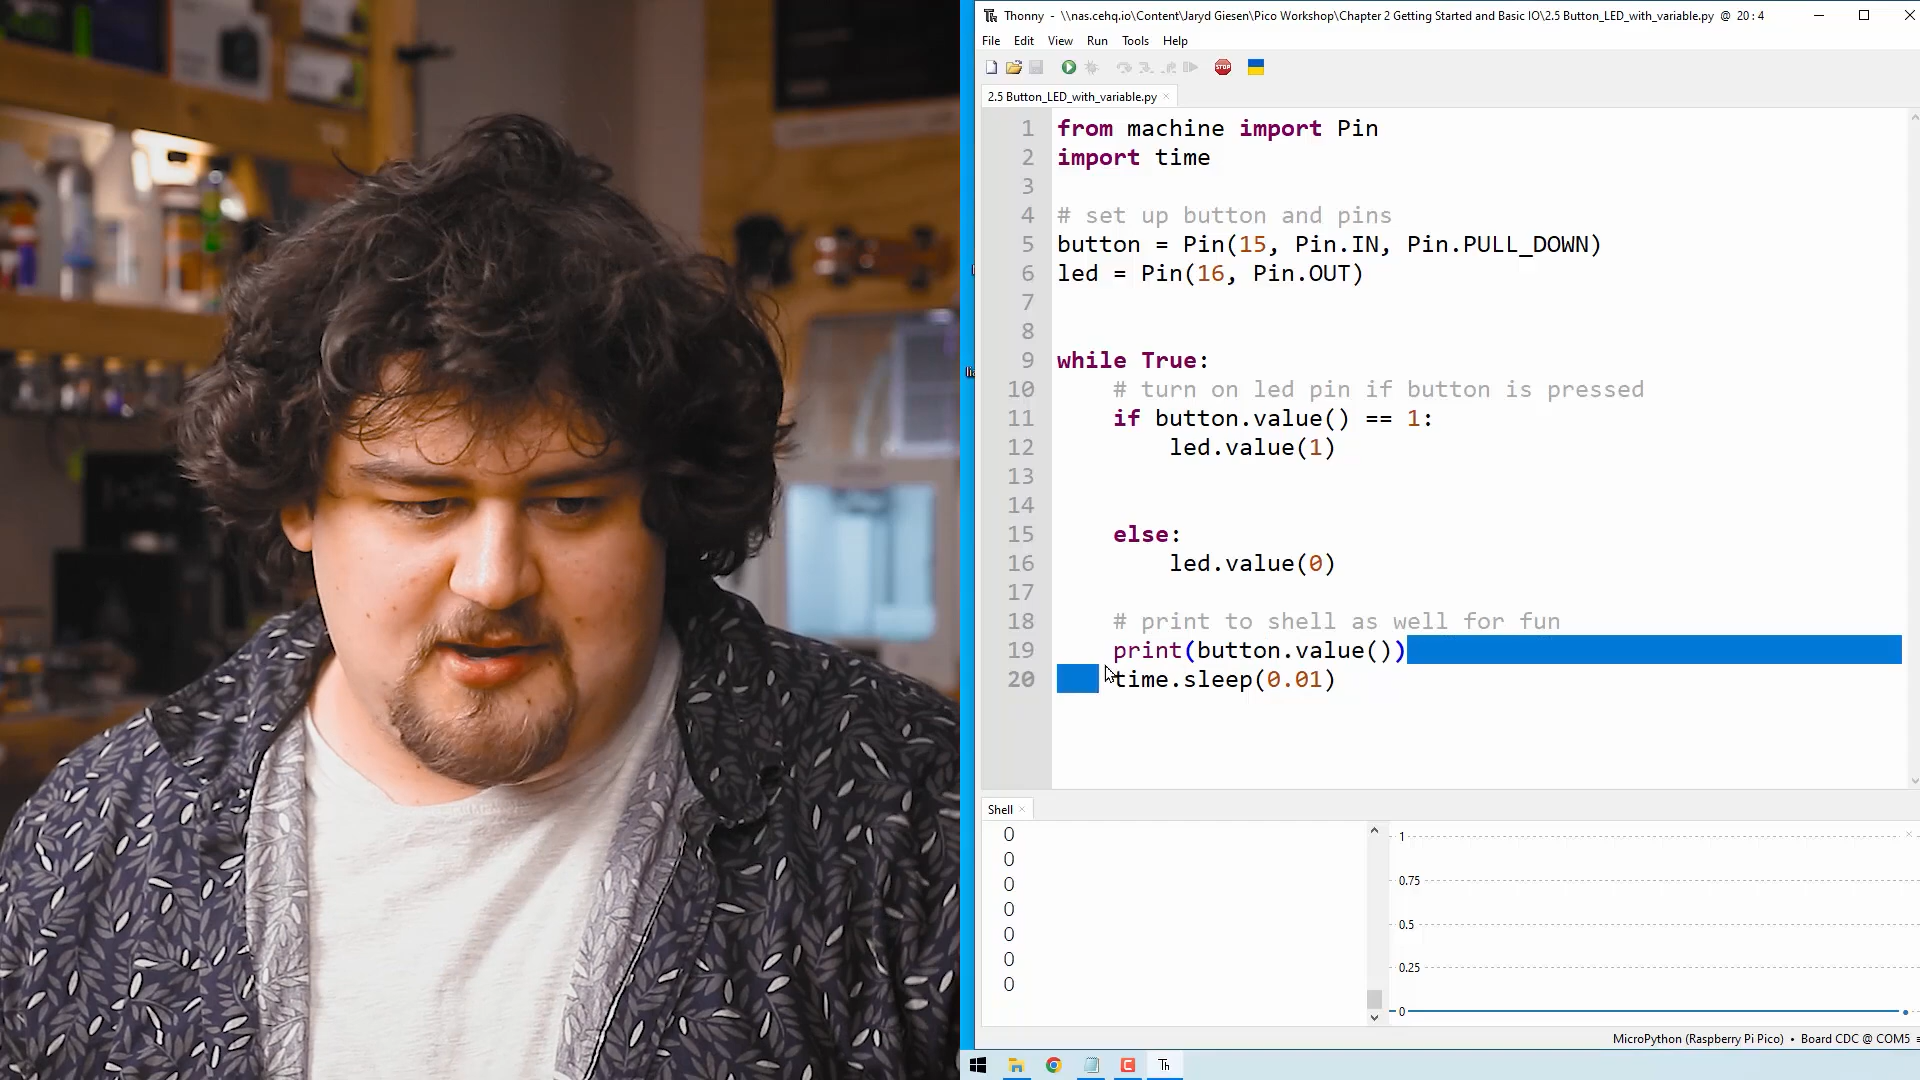 Thonny - \\nas.cehq.io\Content\Jaryd Giesen\Pico Workshop\Chapter 2 Getting Started and Basic IO\2.5 Button_LED_with_variable.py @ 20 : 4
File Edit View Run Tools Help
STOP
2.5 Button_LED_with_variable.py
1 from machine import Pin
2 import time
3
4 # set up button and pins
5 button = Pin(15, Pin.IN, Pin.PULL_DOWN)
6 led = Pin(16, Pin.OUT)
7
8
9 while True:
10 # turn on led pin if button is pressed
11 if button.value() == 1:
12 led.value(1)
13
14
15 else:
16 led.value(0)
17
18 # print to shell as well for fun
19 print(button.value())
20 time.sleep(0.01)
Shell
0
0
0
0
0
0
0
1
0.75
0.5
0.25
0
MicroPython (Raspberry Pi Pico) • Board CDC @ COM5
Th